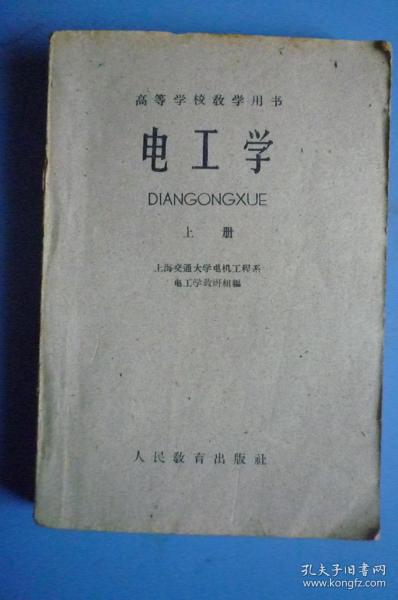 高等学校教学用书
电工学
DIANGONGXUE
上册
上海交通大学电机工程系
电工学教研组編
人民教育出版社
孔夫子旧书网
www.kongfz.com